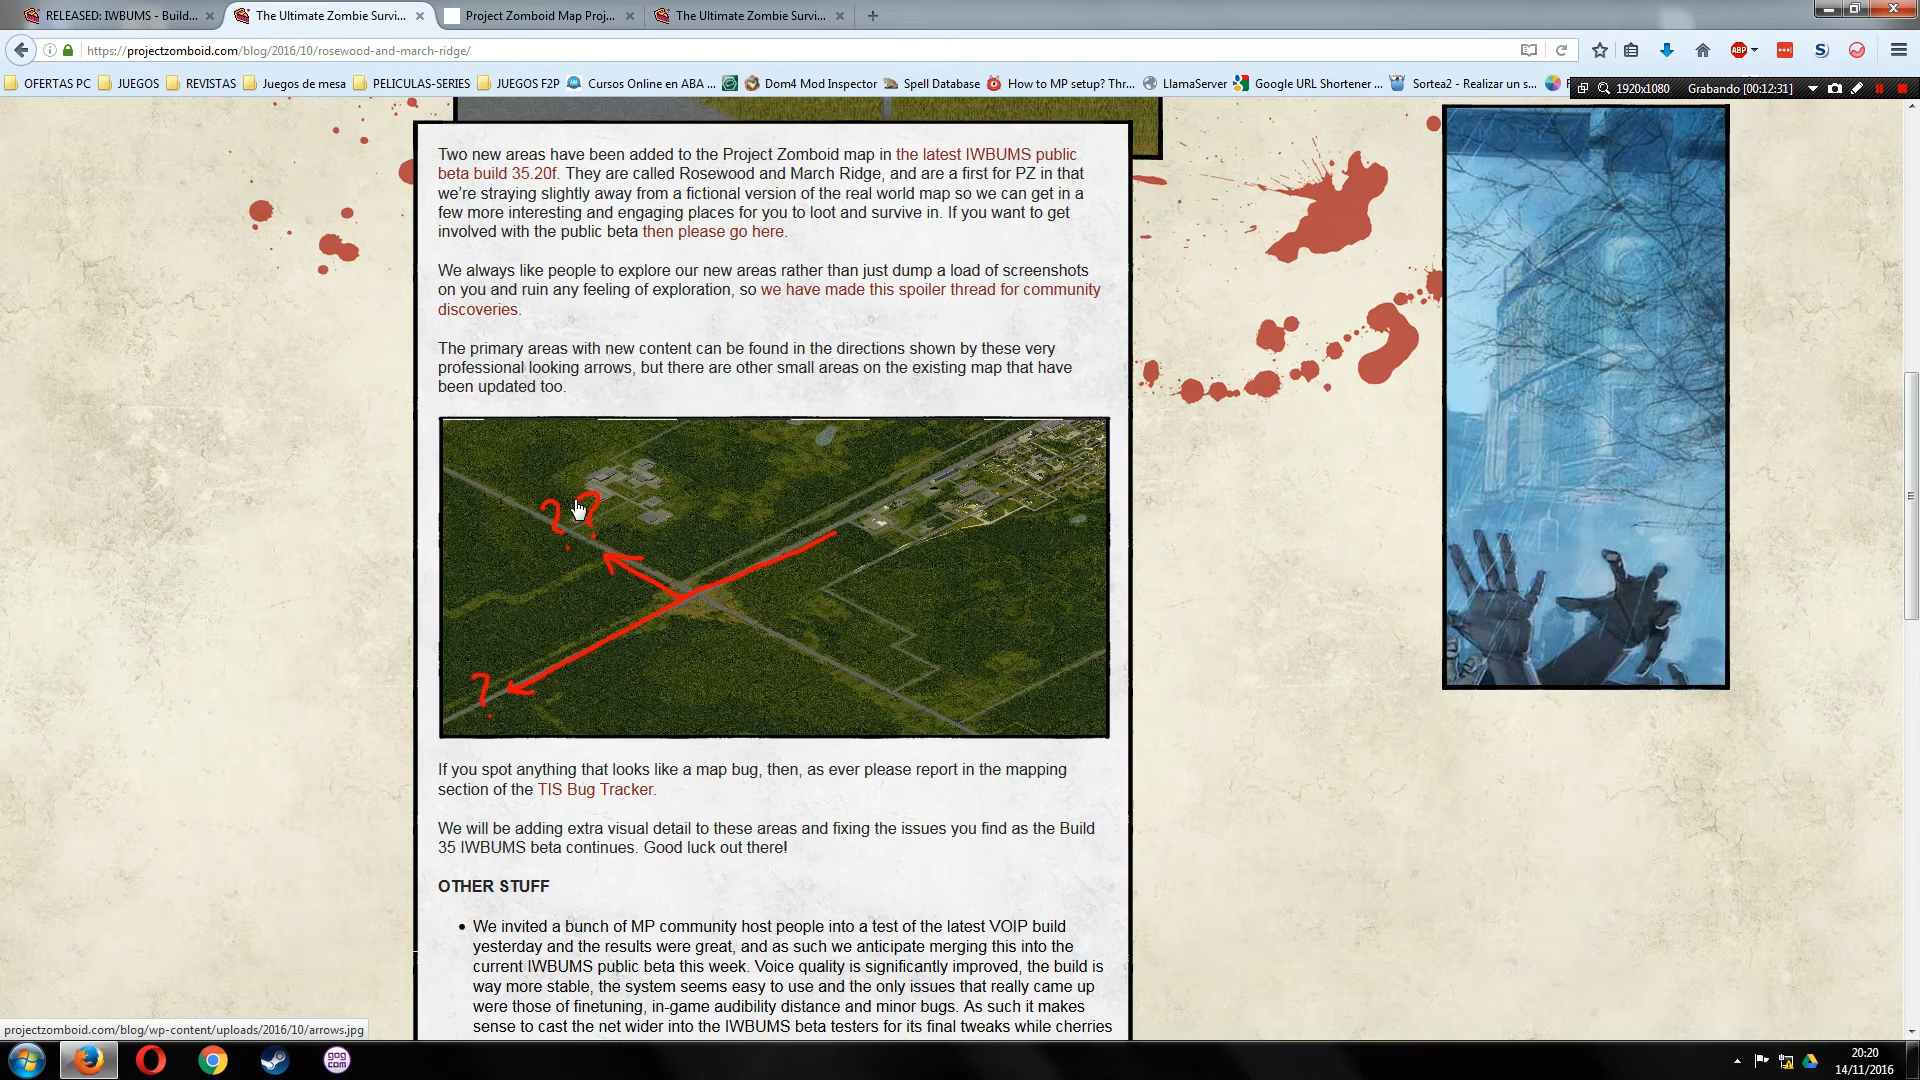 RELEASED: IWBUMS - Build...
The Ultimate Zombie Survi...
Project Zomboid Map Proj...
The Ultimate Zombie Survi...
https://projectzomboid.com/blog/2016/10/rosewood-and-march-ridge/
ABP
OFERTAS PC
JUEGOS
REVISTAS
Juegos de mesa
PELICULAS-SERIES
JUEGOS F2P
Cursos Online en ABA ...
Dom4 Mod Inspector
Spell Database
How to MP setup? Thr...
LlamaServer
Google URL Shortener ...
Sortea2 - Realizar un s...
1920x1080
Grabando [00:12:31]
Two new areas have been added to the Project Zomboid map in the latest IWBUMS public
beta build 35.20f. They are called Rosewood and March Ridge, and are a first for PZ in that
we're straying slightly away from a fictional version of the real world map so we can get in a
few more interesting and engaging places for you to loot and survive in. If you want to get
involved with the public beta then please go here.
We always like people to explore our new areas rather than just dump a load of screenshots
on you and ruin any feeling of exploration, so we have made this spoiler thread for community
discoveries.
The primary areas with new content can be found in the directions shown by these very
professional looking arrows, but there are other small areas on the existing map that have
been updated too.
? ?
?
If you spot anything that looks like a map bug, then, as ever please report in the mapping
section of the TIS Bug Tracker.
We will be adding extra visual detail to these areas and fixing the issues you find as the Build
35 IWBUMS beta continues. Good luck out there!
OTHER STUFF
• We invited a bunch of MP community host people into a test of the latest VOIP build
yesterday and the results were great, and as such we anticipate merging this into the
current IWBUMS public beta this week. Voice quality is significantly improved, the build is
way more stable, the system seems easy to use and the only issues that really came up
were those of finetuning, in-game audibility distance and minor bugs. As such it makes
sense to cast the net wider into the IWBUMS beta testers for its final tweaks while cherries
projectzomboid.com/blog/wp-content/uploads/2016/10/arrows.jpg
gog
com
20:20
14/11/2016